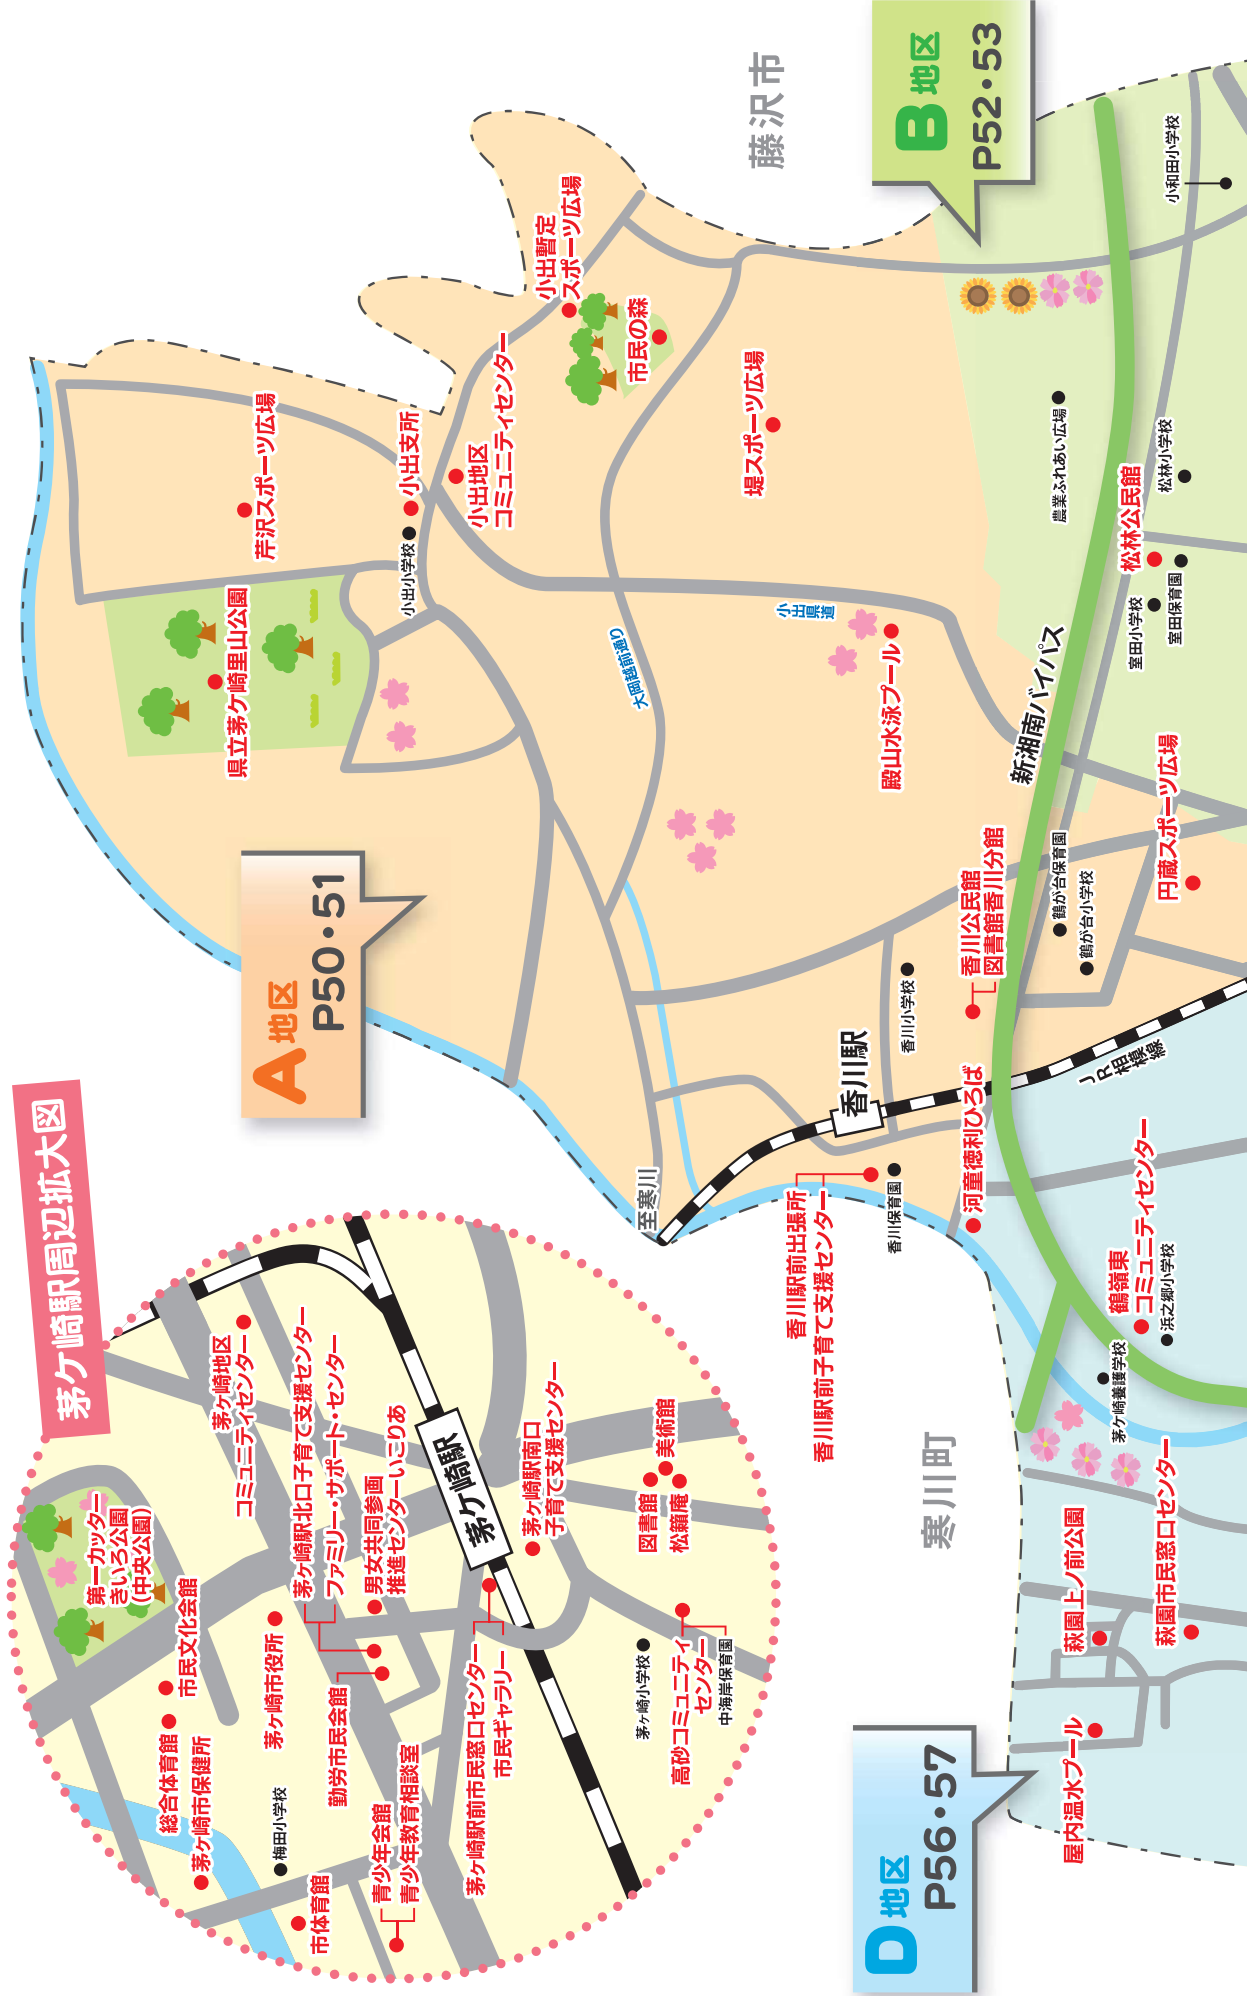 茅ケ崎駅周辺拡大図
第一カッター
きいろ公園
(中央公園)
市民文化会館
総合体育館
茅ヶ崎市保健所
茅ヶ崎市役所
梅田小学校
市体育館
茅ヶ崎地区
コミュニティセンター
茅ヶ崎駅北口子育て支援センター
ファミリー・サポート・センター
男女共同参画
推進センターいこりあ
勤労市民会館
青少年会館
青少年教育相談室
茅ケ崎駅
茅ヶ崎駅前市民窓口センター
市民ギャラリー
茅ヶ崎駅南口
子育て支援センター
図書館
美術館
松籟庵
茅ヶ崎小学校
高砂コミュニティ
センター
中海岸保育園
A地区
P50・51
県立茅ケ崎里山公園
芹沢スポーツ広場
小出支所
小出小学校
小出地区
コミュニティセンター
小出暫定
スポーツ広場
市民の森
堤スポーツ広場
大岡越前通り
小出県道
殿山水泳プール
藤沢市
B地区
P52・53
小和田小学校
農業ふれあい広場
松林小学校
松林公民館
室田小学校
室田保育園
新湘南バイパス
円蔵スポーツ広場
鶴が台保育園
鶴が台小学校
香川公民館
図書館香川分館
香川小学校
香川駅
JR相模線
河童徳利ひろば
至寒川
香川駅前出張所
香川駅前子育て支援センター
香川保育園
鶴嶺東
コミュニティセンター
浜之郷小学校
茅ケ崎養護学校
寒川町
萩園市民窓口センター
萩園上ノ前公園
屋内温水プール
D地区
P56・57